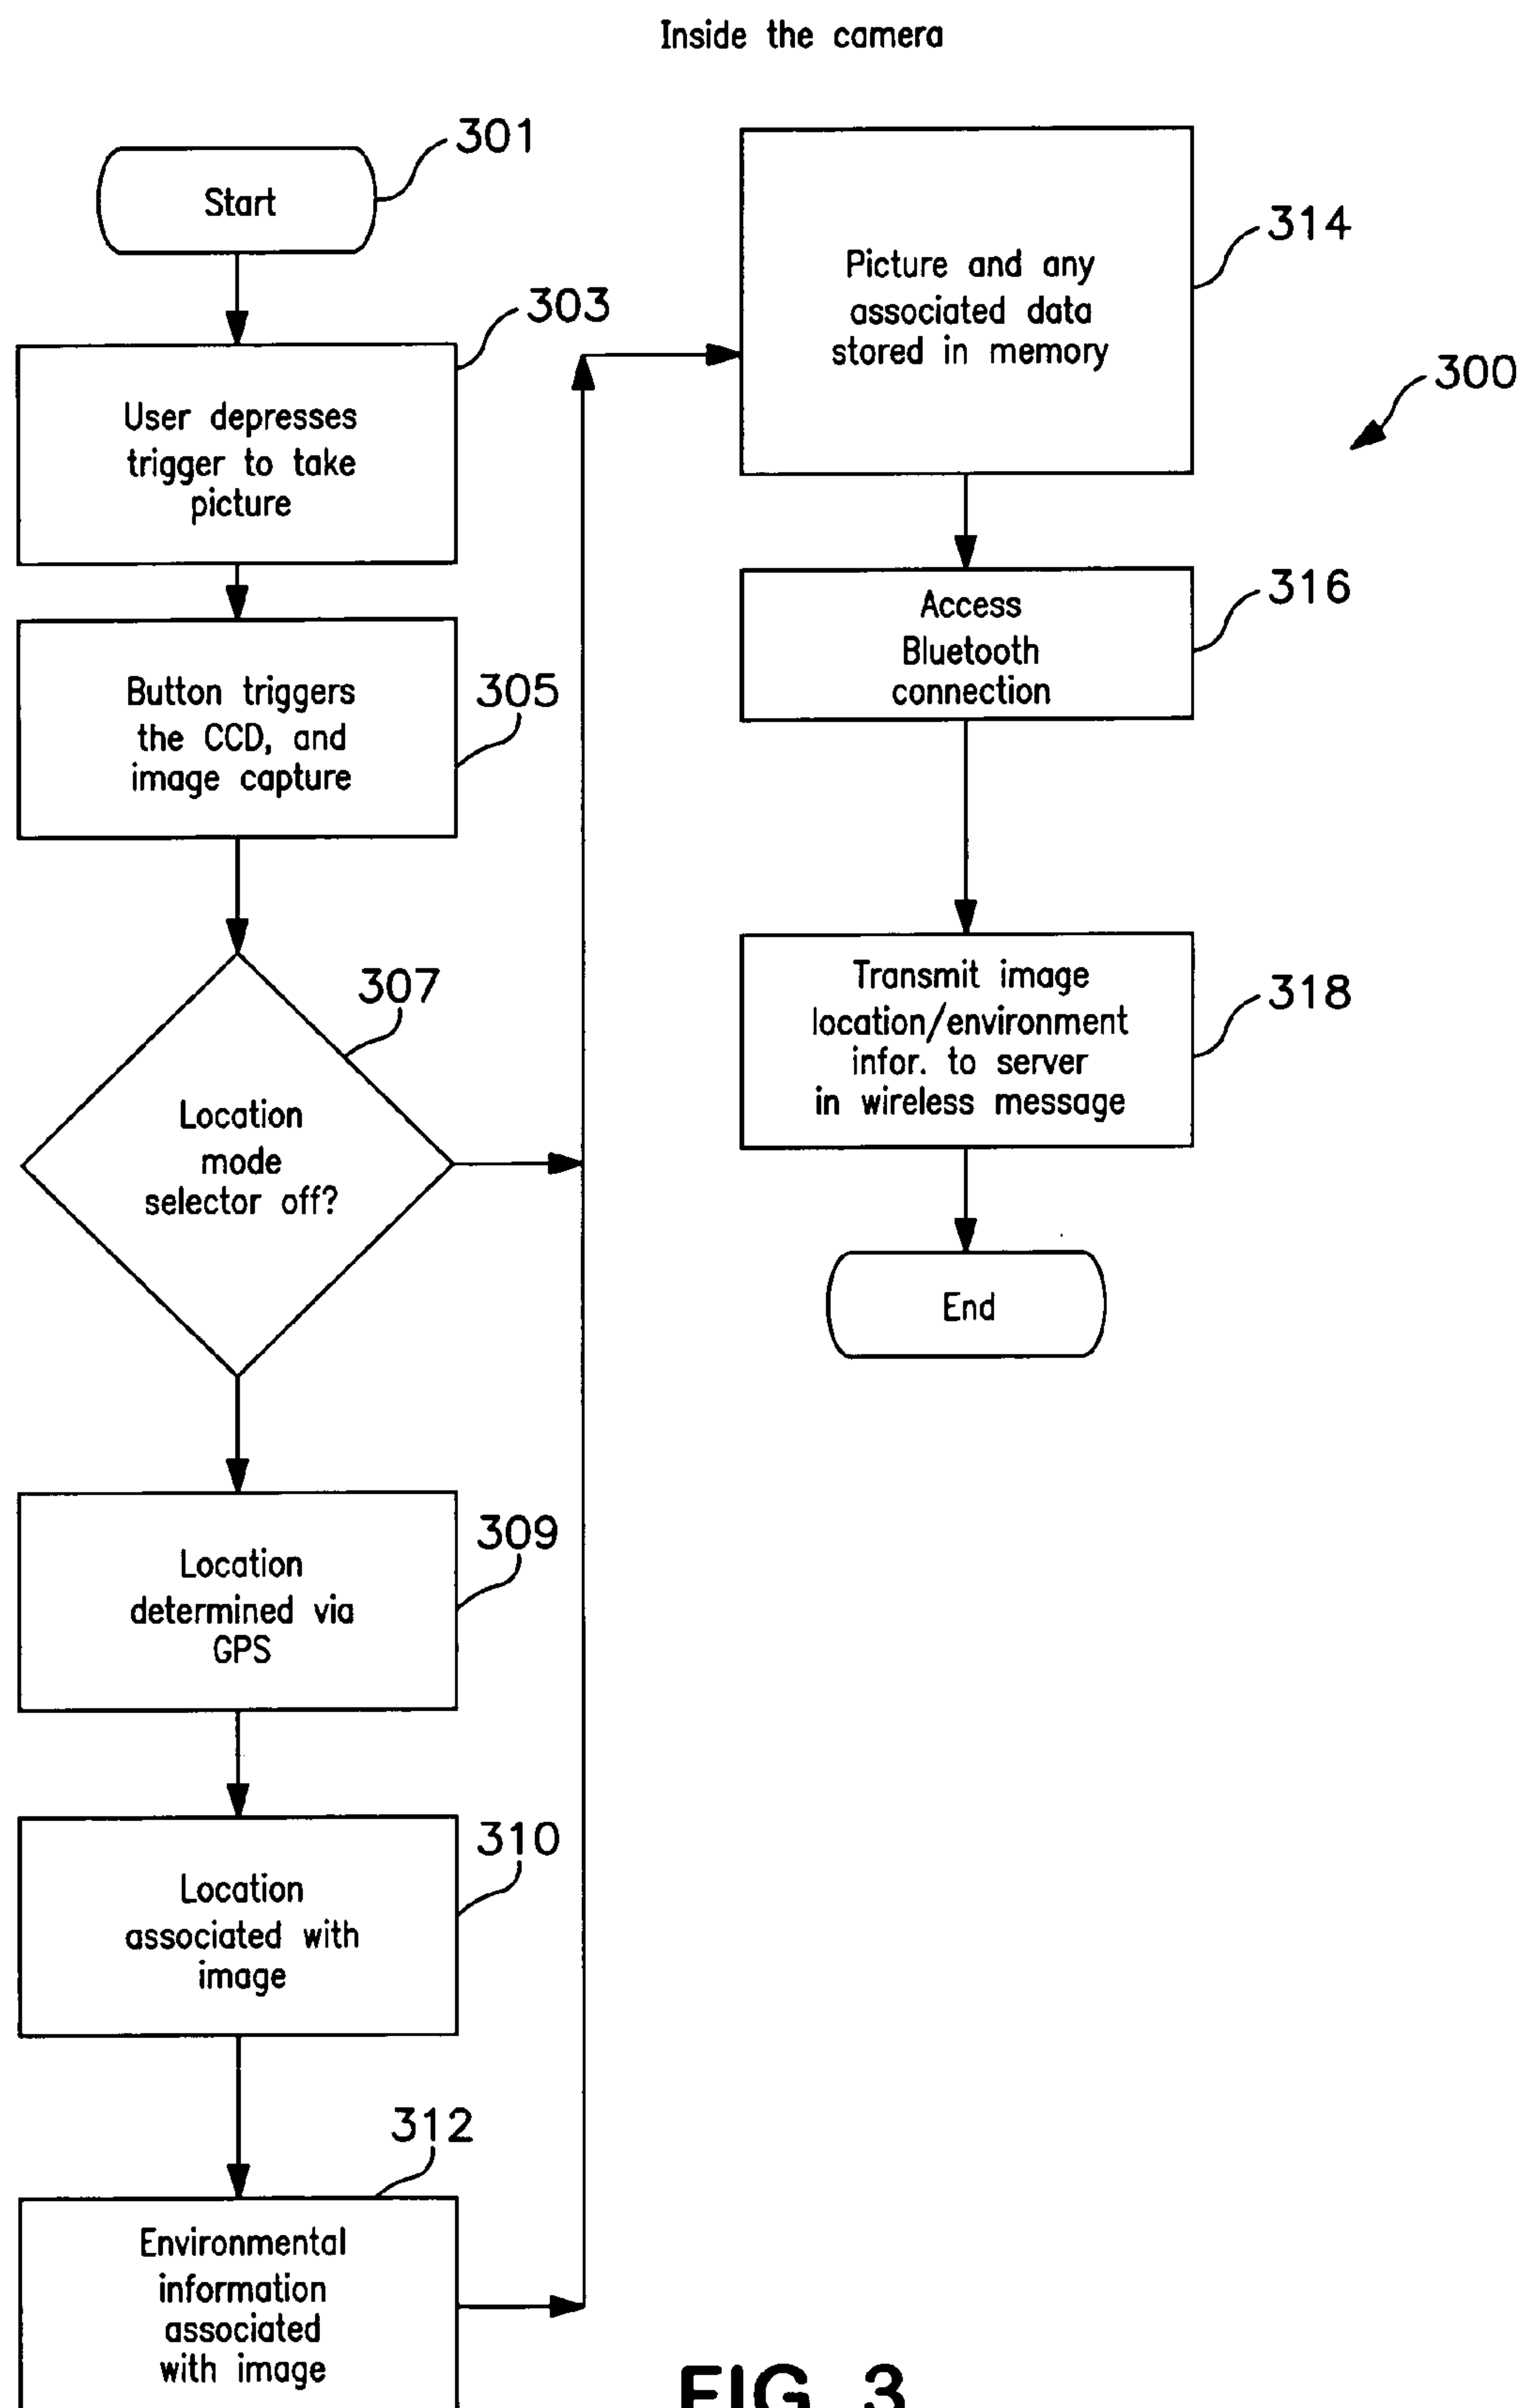 Inside the camera
301
Start
303
User depresses
trigger to take
picture
305
Button triggers
the CCD, and
image capture
307
Location
mode
selector off?
309
Location
determined via
GPS
310
Location
associated with
image
312
Environmental
information
associated
with image
314
Picture and any
associated data
stored in memory
300
316
Access
Bluetooth
connection
318
Transmit image
location/environment
infor. to server
in wireless message
End
FIG. 3